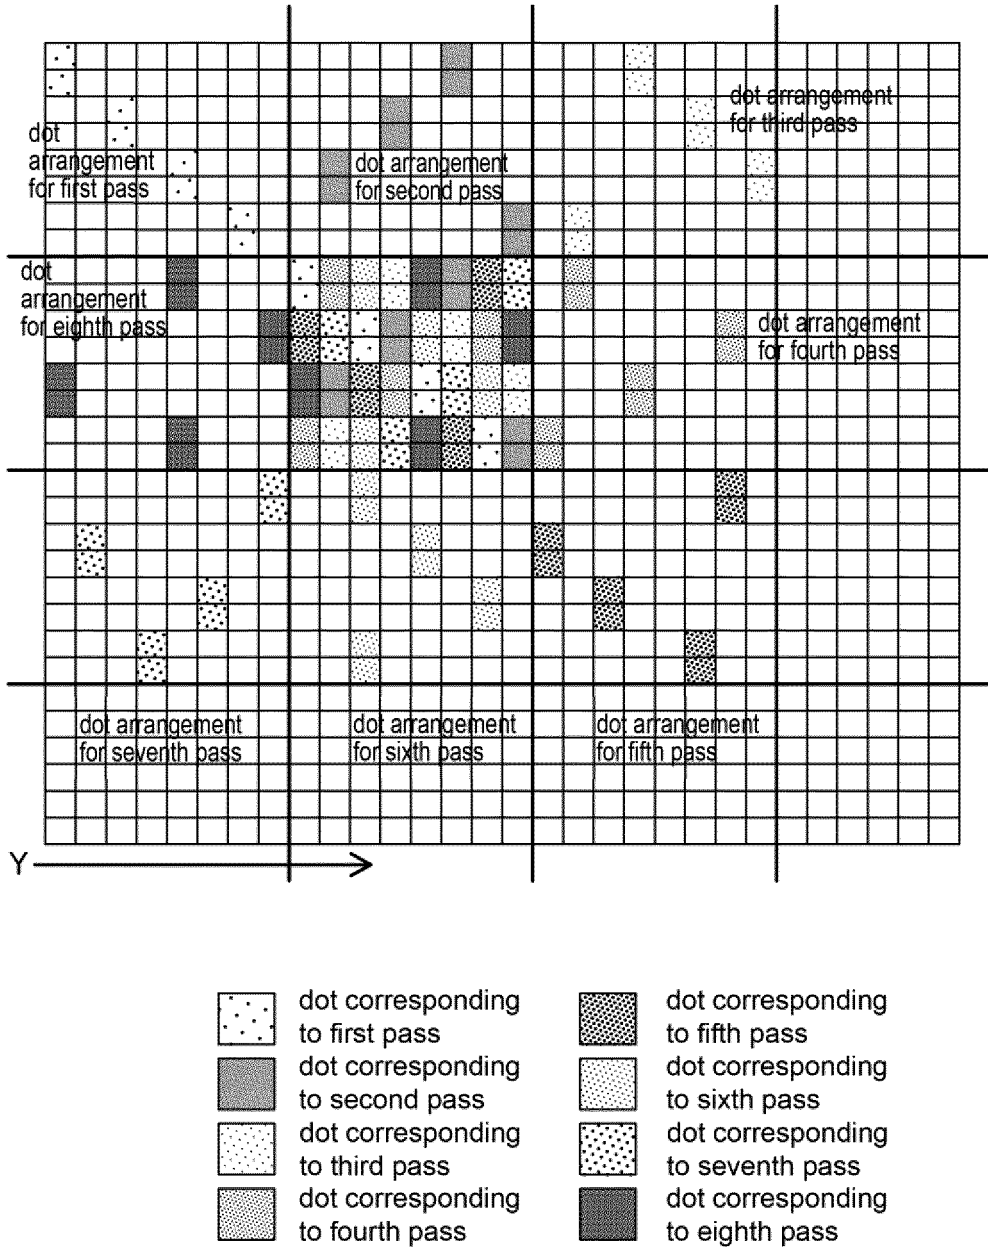 dot arrangement
for third pass
dot
arrangement
for first pass
dot arrangement
for second pass
dot
arrangement
for eighth pass
dot arrangement
for fourth pass
dot arrangement
for seventh pass
dot arrangement
for sixth pass
dot arrangement
for fifth pass
Y
dot corresponding
to first pass
dot corresponding
to second pass
dot corresponding
to third pass
dot corresponding
to fourth pass
dot corresponding
to fifth pass
dot corresponding
to sixth pass
dot corresponding
to seventh pass
dot corresponding
to eighth pass